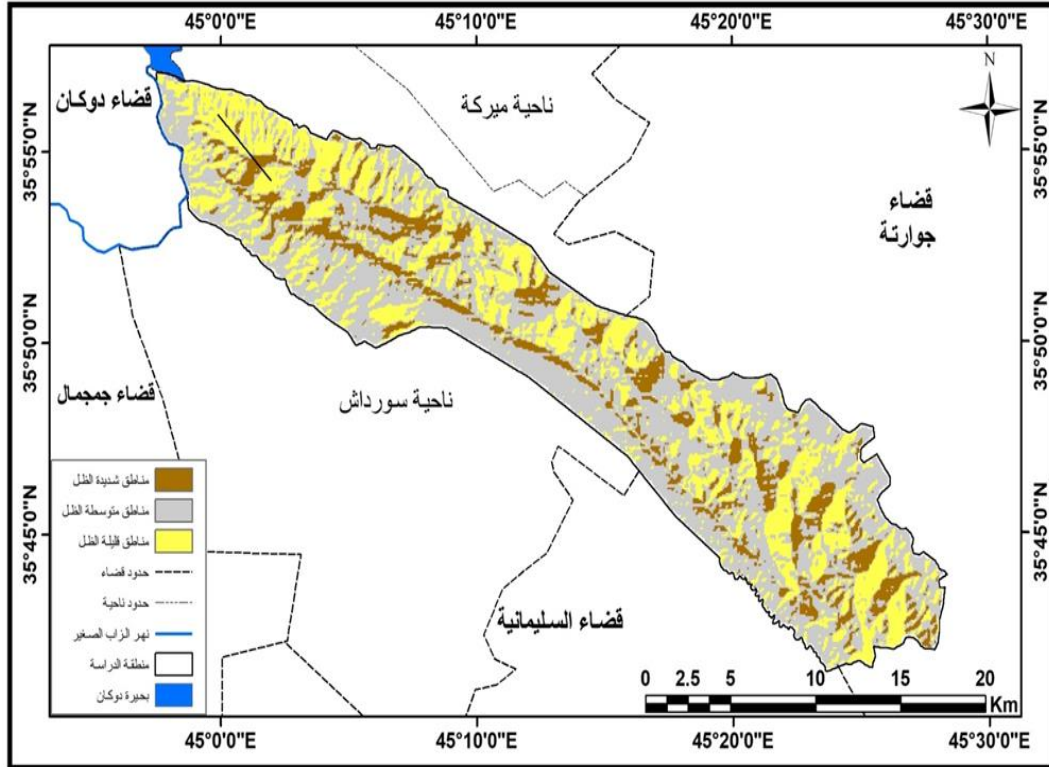 45°0'0"E 45°10'0"E 45°20'0"E 45°30'0"E
N
قضاء دوكان
ناحية ميركة
قضاء
جوارتة
35°55'0"N 35°55'0"N
35°50'0"N 35°50'0"N
قضاء جمجمال
ناحية سورداش
35°45'0"N 35°45'0"N
قضاء السليمانية
مناطق شديدة الظل
مناطق متوسطة الظل
مناطق قليلة الظل
حدود قضاء
حدود ناحية
نهر الزاب الصغير
منطقة الدراسة
بحيرة دوكان
0 2.5 5 10 15 20
Km
45°0'0"E 45°10'0"E 45°20'0"E 45°30'0"E